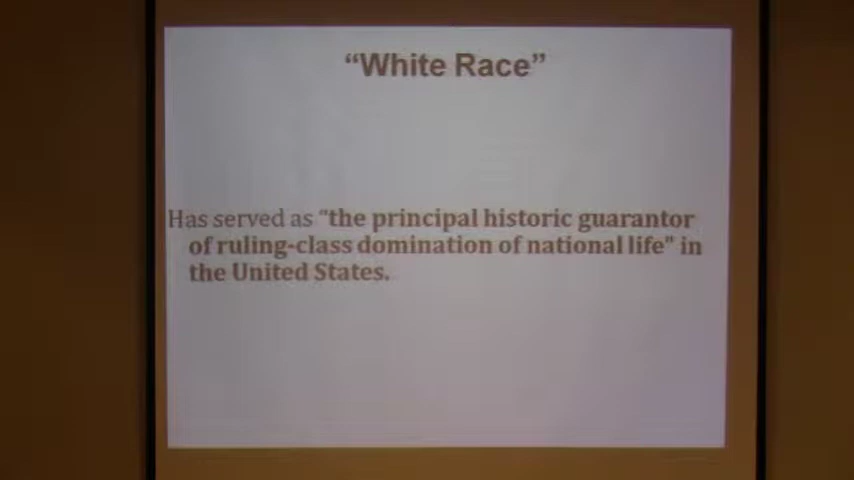 “White Race”
Has served as “the principal historic guarantor
of ruling-class domination of national life" in
the United States.